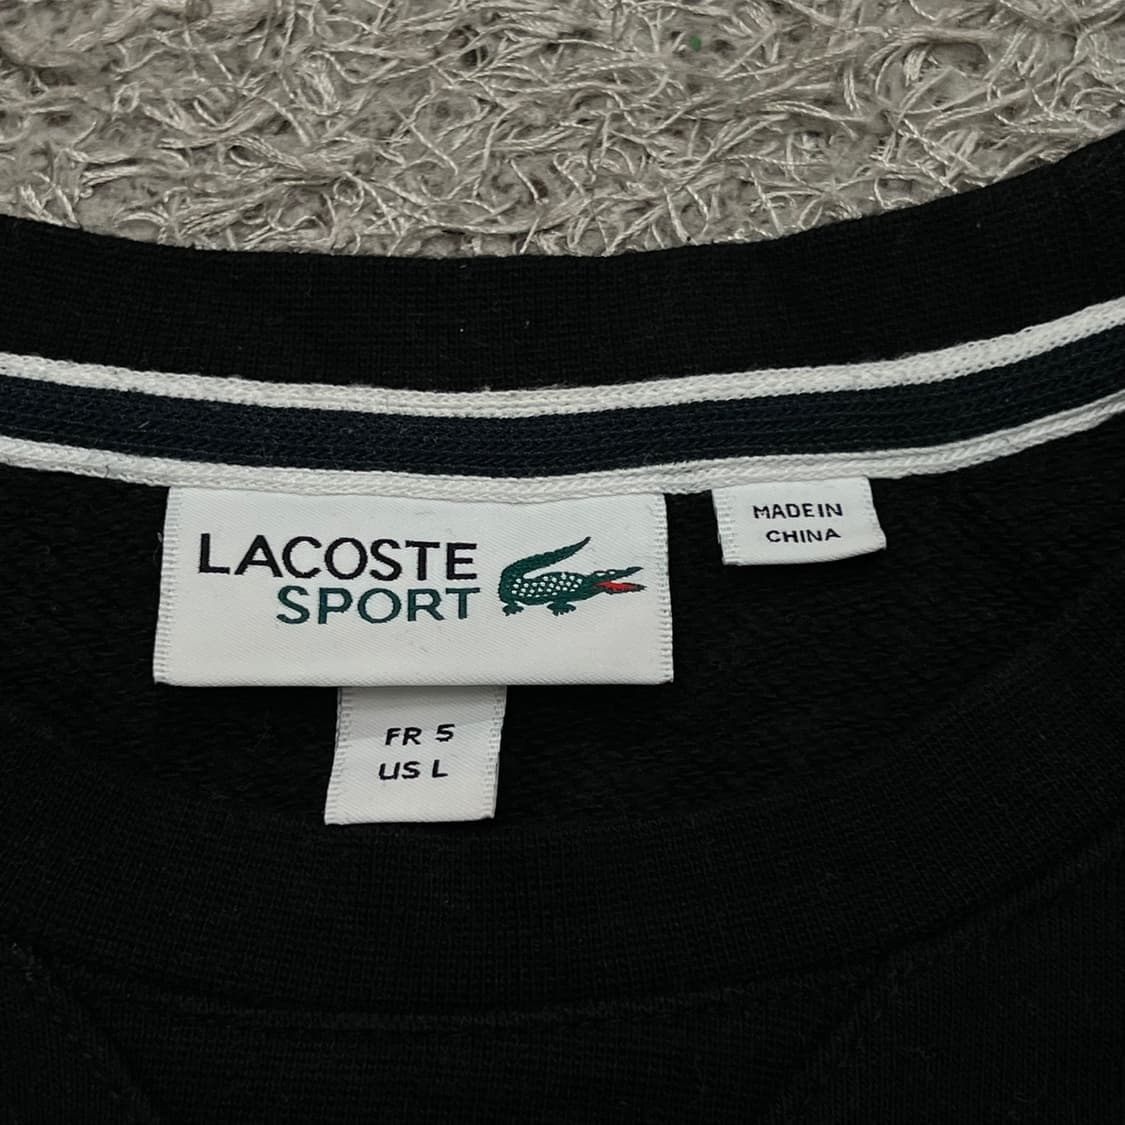 LACOSTE
SPORT
MADE IN
CHINA
FR 5
US L